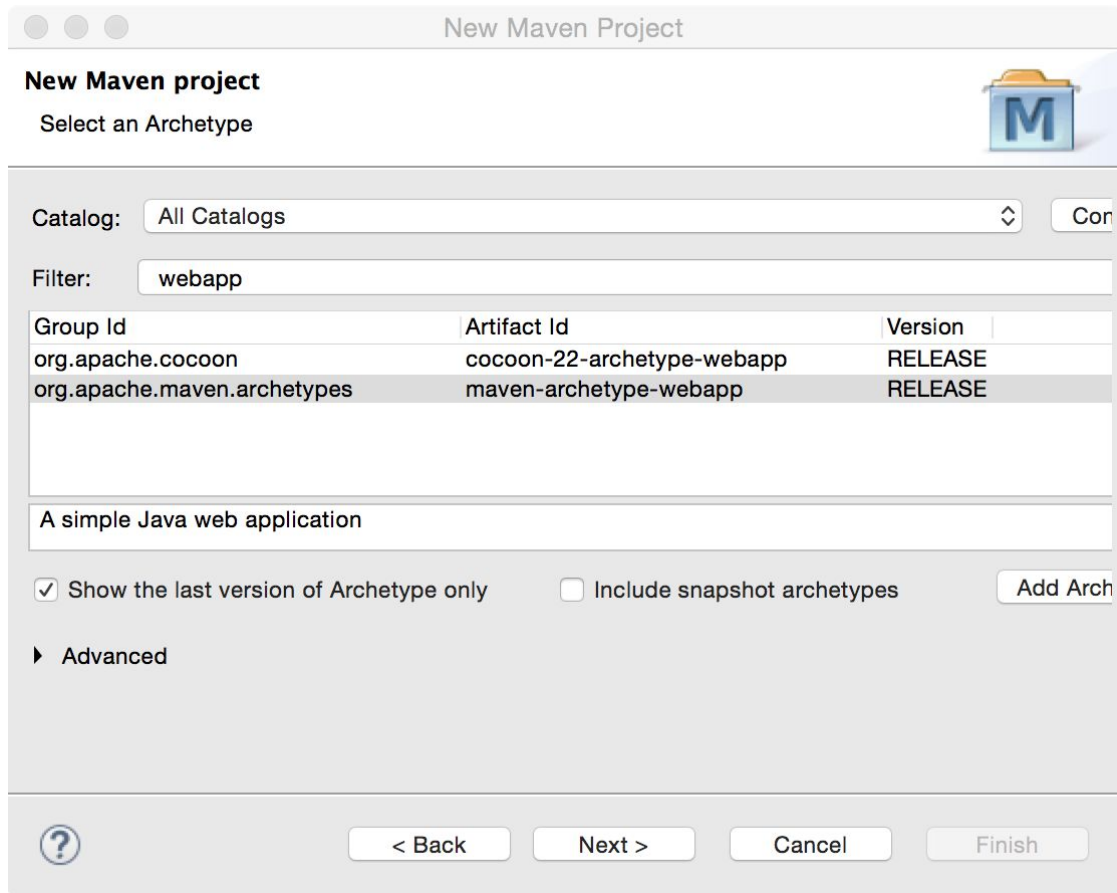 New Maven Project
New Maven project
Select an Archetype
M
Catalog: All Catalogs Con
Filter: webapp
Group Id Artifact Id Version
org.apache.cocoon cocoon-22-archetype-webapp RELEASE
org.apache.maven.archetypes maven-archetype-webapp RELEASE
A simple Java web application
Show the last version of Archetype only Include snapshot archetypes Add Arch
Advanced
? < Back Next > Cancel Finish